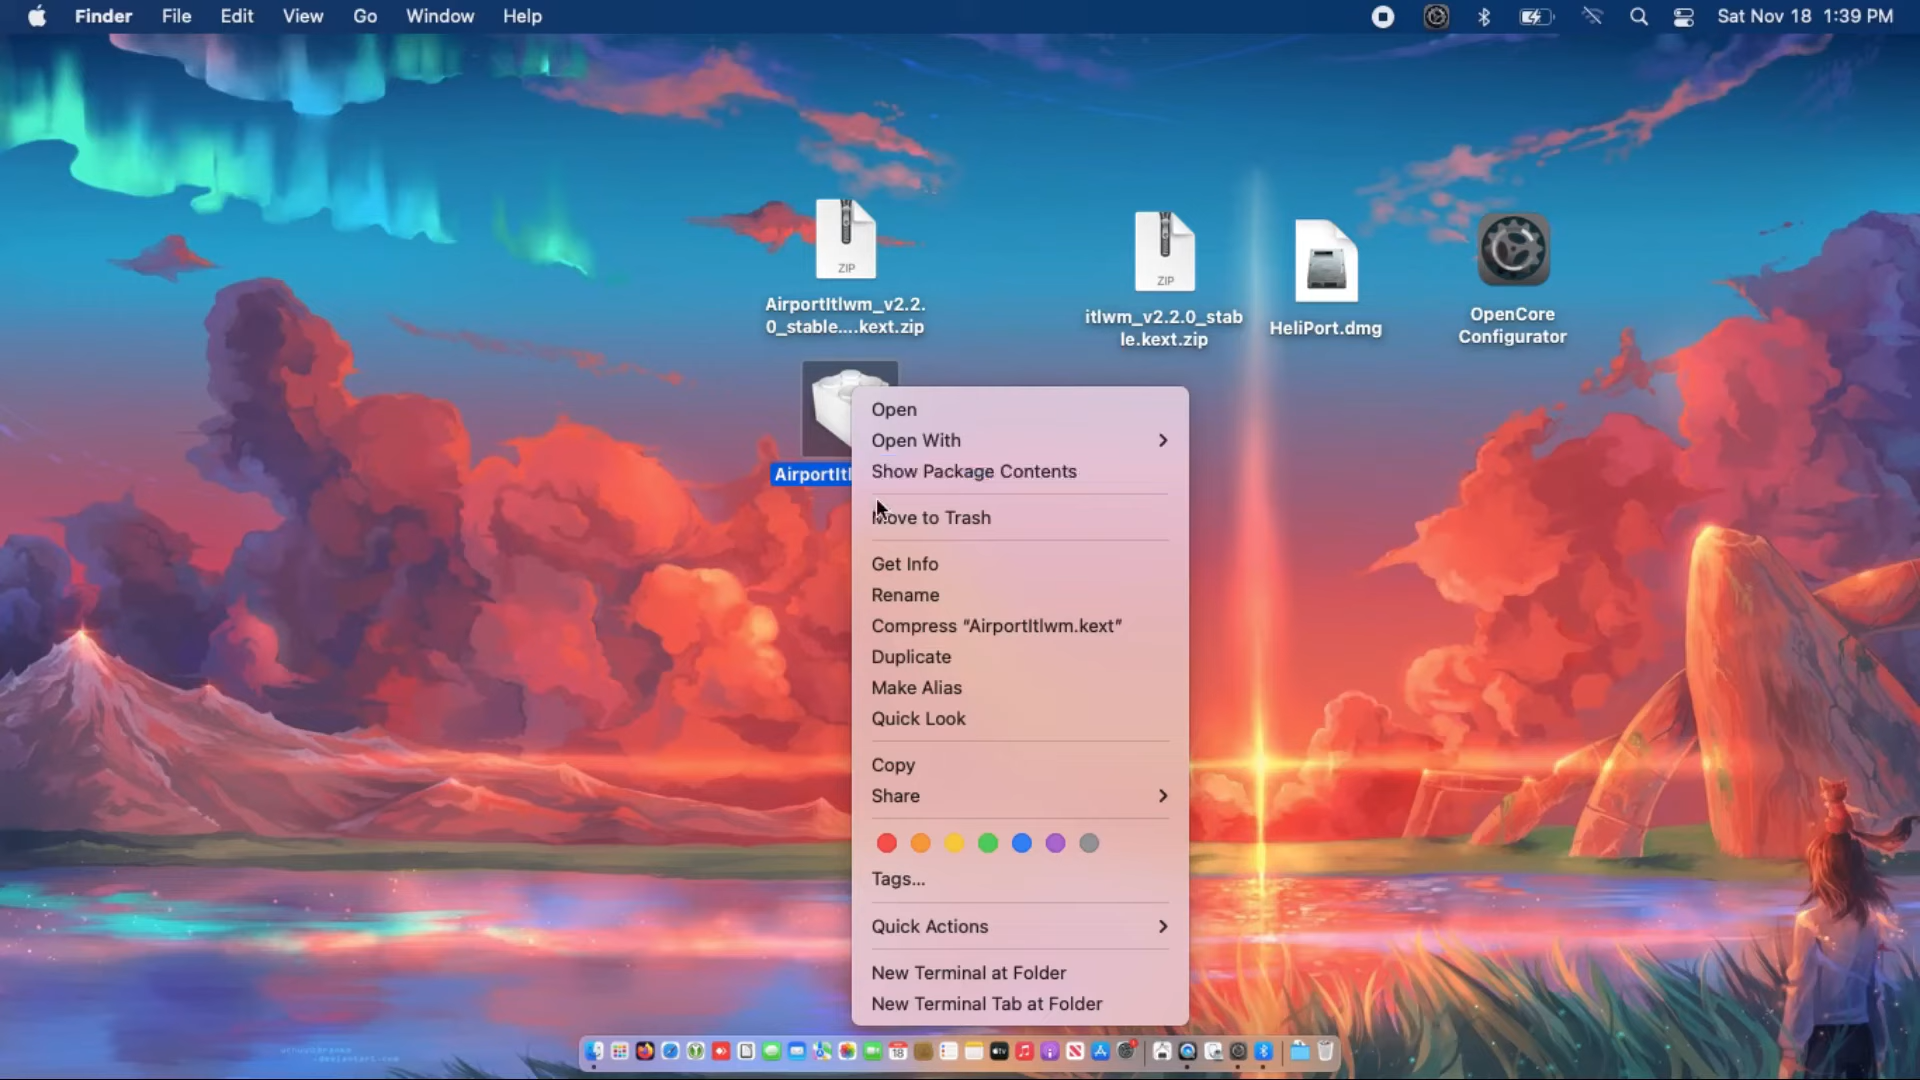 Finder File Edit View Go Window Help Sat Nov 18 1:39 PM
ZIP
AirportItlwm_v2.2.
0_stable....kext.zip
ZIP
itlwm_v2.2.0_stab
le.kext.zip
HeliPort.dmg
OpenCore
Configurator
AirportItl
Open
Open With
Show Package Contents
Move to Trash
Get Info
Rename
Compress "AirportItlwm.kext"
Duplicate
Make Alias
Quick Look
Copy
Share
Tags...
Quick Actions
New Terminal at Folder
New Terminal Tab at Folder
18